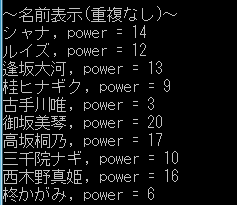 ～名前表示(重複なし)～
シャナ, power = 14
ルイズ, power = 12
逢坂大河, power = 13
桂ヒナギク, power = 9
古手川唯, power = 3
御坂美琴, power = 20
高坂桐乃, power = 17
三千院ナギ, power = 10
西木野真姫, power = 16
柊かがみ, power = 6